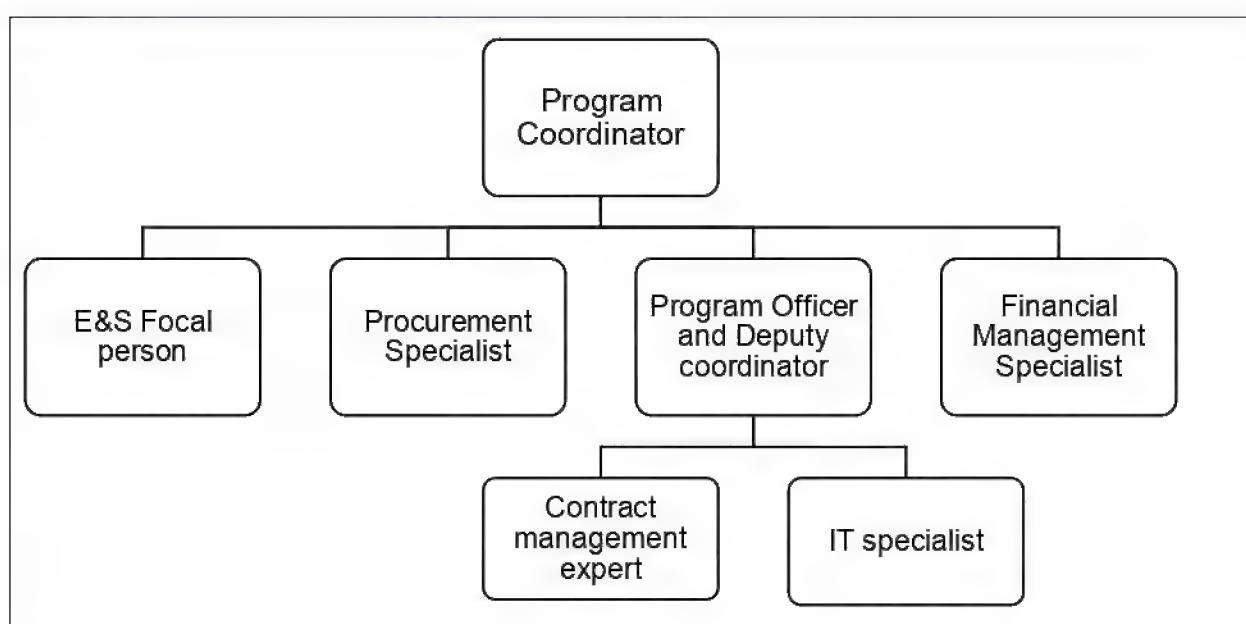 Program
Coordinator
E&S Focal
person
Procurement
Specialist
Program Officer
and Deputy
coordinator
Financial
Management
Specialist
Contract
management
expert
IT specialist